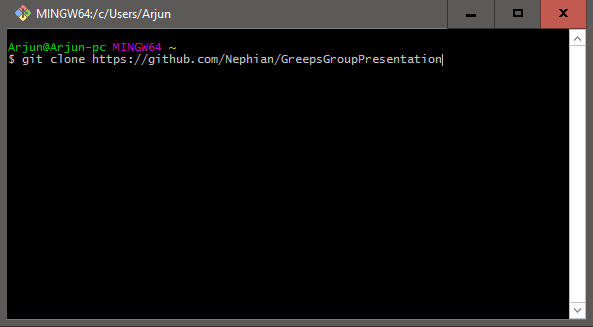 MINGW64:/c/Users/Arjun
Arjun@Arjun-pc MINGW64 ~
$ git clone https://github.com/Nephian/GreepsGroupPresentation